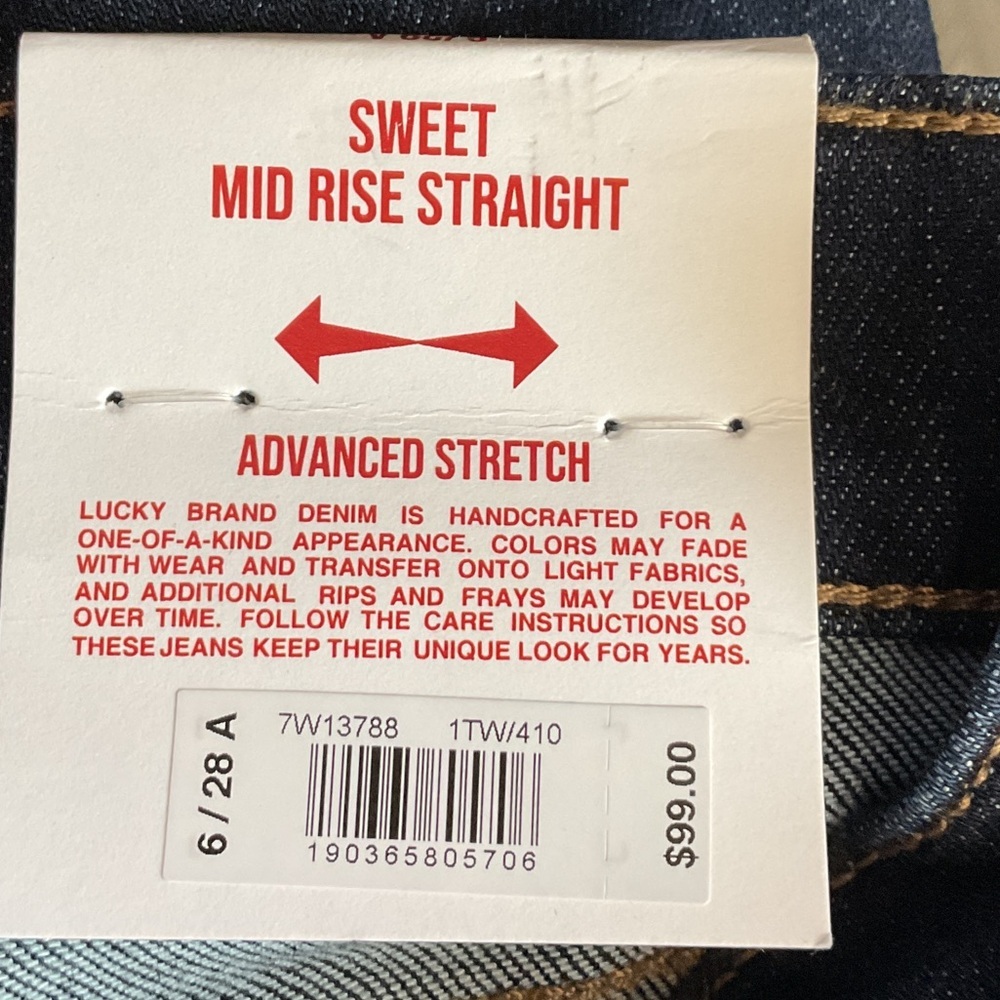 SWEET
MID RISE STRAIGHT
ADVANCED STRETCH
LUCKY BRAND DENIM IS HANDCRAFTED FOR A
ONE-OF-A-KIND APPEARANCE. COLORS MAY FADE
WITH WEAR AND TRANSFER ONTO LIGHT FABRICS,
AND ADDITIONAL RIPS AND FRAYS MAY DEVELOP
OVER TIME. FOLLOW THE CARE INSTRUCTIONS SO
THESE JEANS KEEP THEIR UNIQUE LOOK FOR YEARS.
6 / 28 A
7W13788 1TW/410
190365805706
$99.00